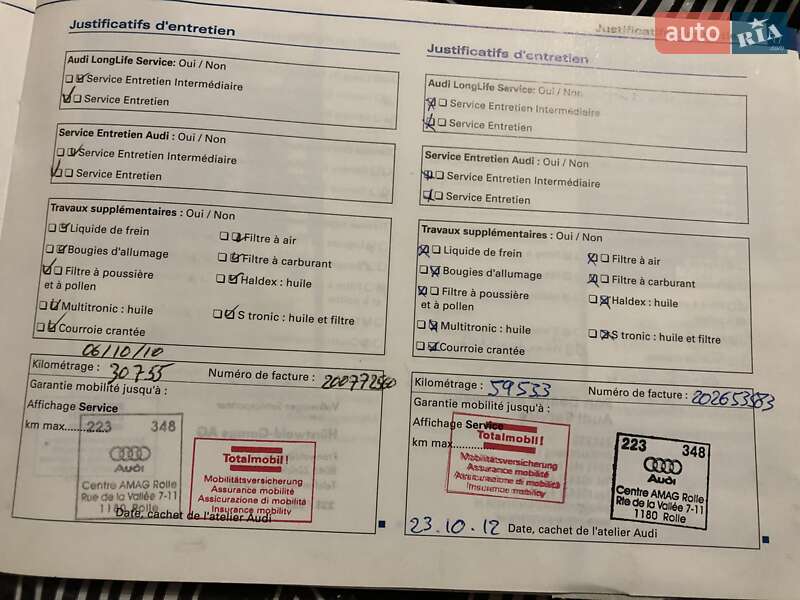 auto RIA
Justificatifs d'entretien
Audi LongLife Service: Oui / Non
Service Entretien Intermédiaire
Service Entretien
Service Entretien Audi : Oui / Non
Service Entretien Intermédiaire
Service Entretien
Travaux supplémentaires : Oui / Non
Liquide de frein
Filtre à air
Bougies d'allumage
Filtre à carburant
Filtre à poussière
et à pollen
Haldex : huile
Multitronic : huile
S tronic : huile et filtre
Courroie crantée
06/10/10
Kilométrage : 30755
Numéro de facture :
Garantie mobilité jusqu'à :
Affichage Service
km max.
223 348
Audi
Centre AMAG Rolle
Rue de la Vallée 7-11
1180 Rolle
Totalmobil!
Mobilitätsversicherung
Assurance mobilité
Assicurazione di mobilità
Insurance mobility
Date, cachet de l'atelier Audi
Justificatifs d'entretien
Audi LongLife Service: Oui / Non
Service Entretien Intermédiaire
Service Entretien
Service Entretien Audi : Oui / Non
Service Entretien Intermédiaire
Service Entretien
Travaux supplémentaires : Oui / Non
Liquide de frein
Filtre à air
Bougies d'allumage
Filtre à carburant
Filtre à poussière
et à pollen
Haldex : huile
Multitronic : huile
S tronic : huile et filtre
Courroie crantée
Kilométrage : 59533
Numéro de facture :
Garantie mobilité jusqu'à :
Affichage Service
km max.
Totalmobil!
Mobilitätsversicherung
Assurance mobilité
Assicurazione di mobilità
Insurance mobility
223 348
Audi
Centre AMAG Rolle
Rte de la Vallée 7-11
1180 Rolle
23.10.12 Date, cachet de l'atelier Audi